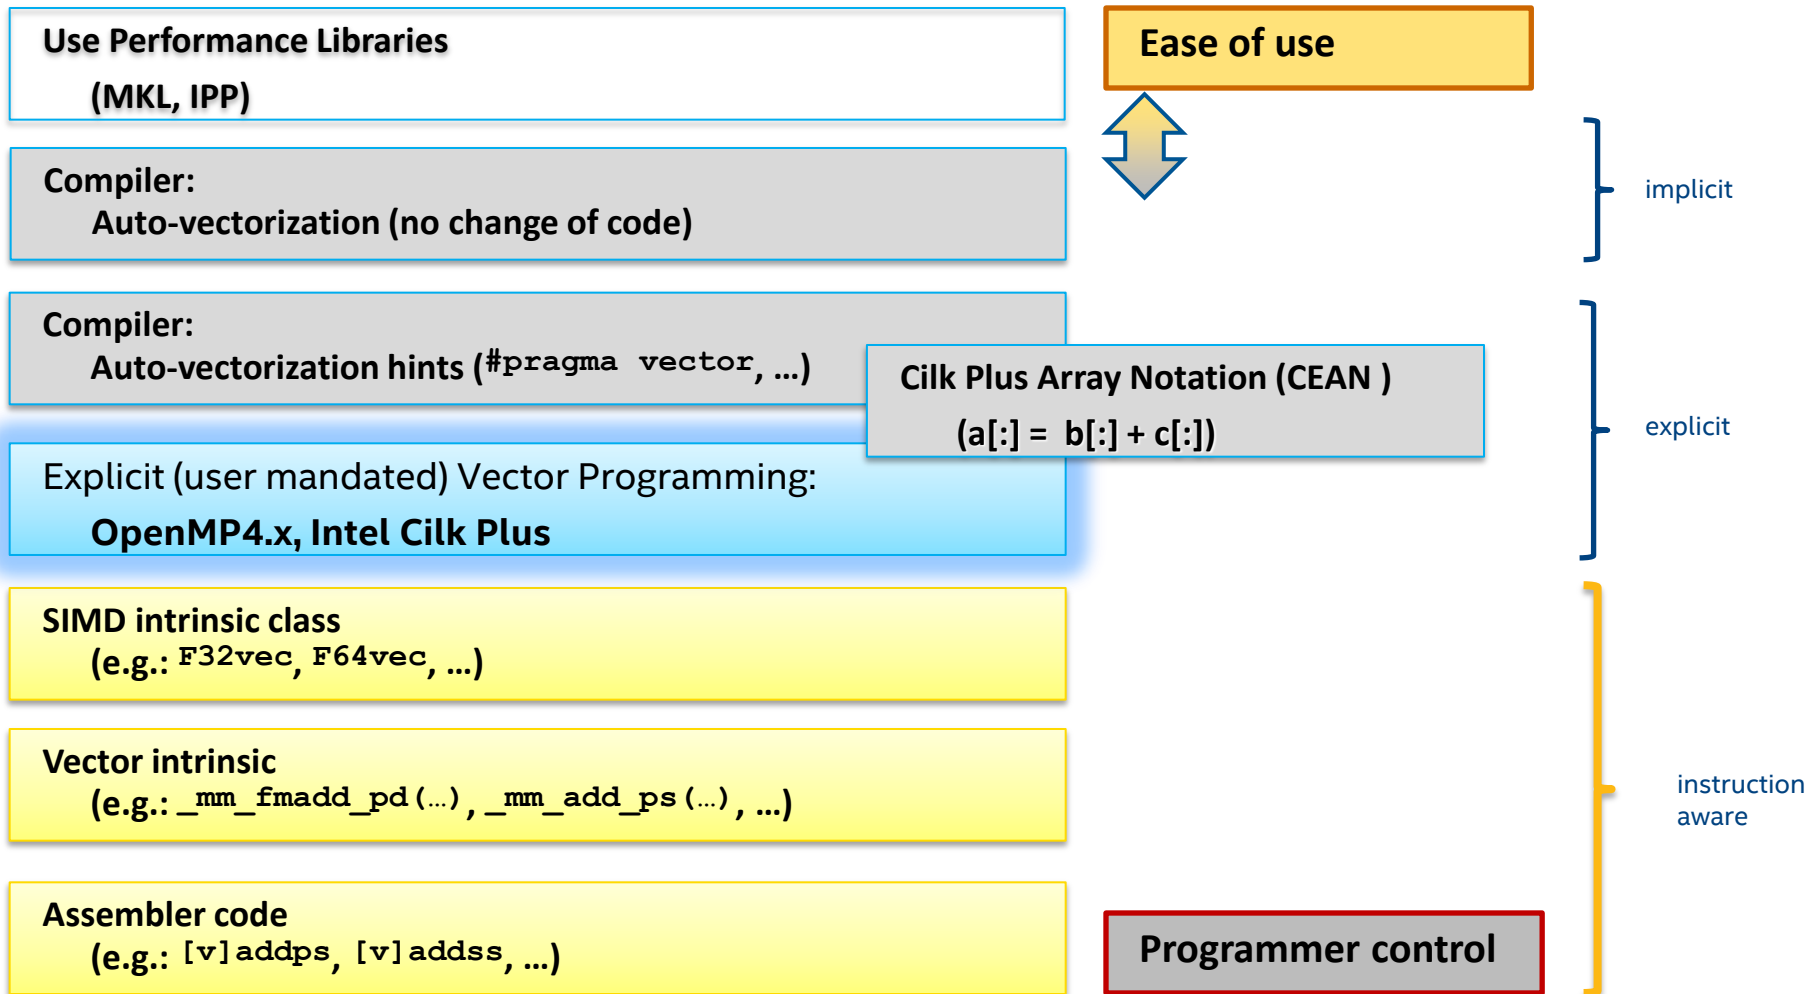 Use Performance Libraries
(MKL, IPP)
Ease of use
Compiler:
Auto-vectorization (no change of code)
implicit
Compiler:
Auto-vectorization hints (#pragma vector, …)
Cilk Plus Array Notation (CEAN )
(a[:] = b[:] + c[:])
explicit
Explicit (user mandated) Vector Programming:
OpenMP4.x, Intel Cilk Plus
SIMD intrinsic class
(e.g.: F32vec, F64vec, …)
Vector intrinsic
(e.g.: _mm_fmadd_pd(…), _mm_add_ps(…), …)
instruction
aware
Assembler code
(e.g.: [v]addps, [v]addss, …)
Programmer control